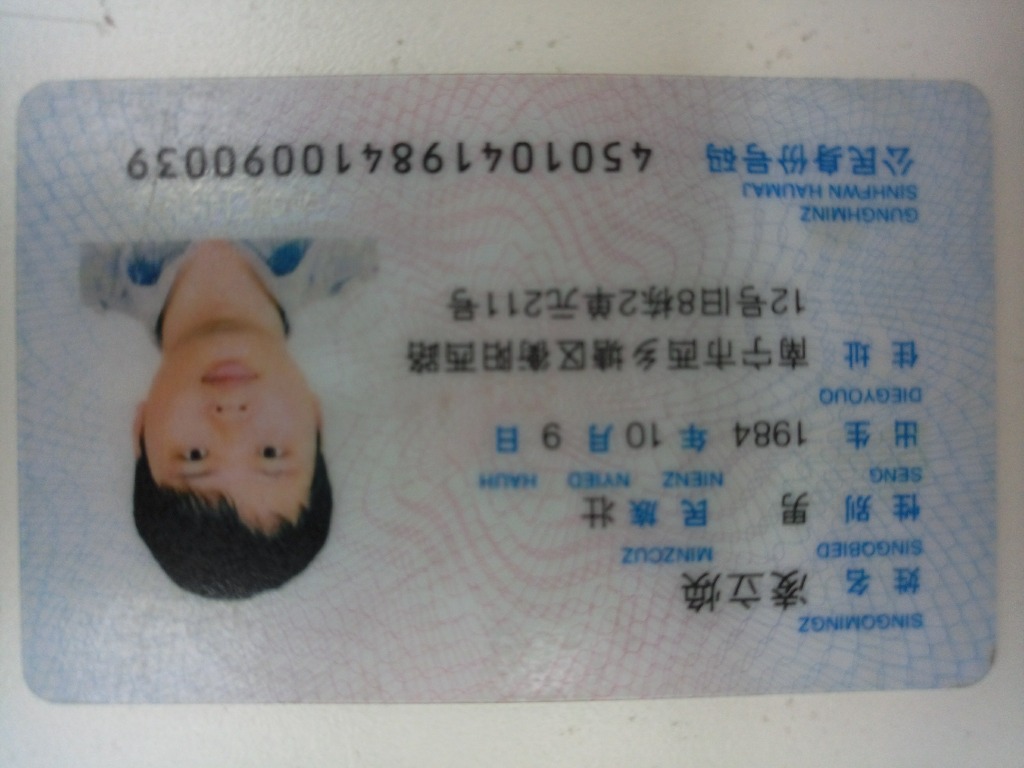 SINGQMINGZ
姓 名 凌立焕
SINGQBIED MINZCUZ
性 别 男 民 族 壮
SENG NIENZ NYIED HAUH
出 生 1984 年 10 月 9 日
DIEGYOUQ
住 址 南宁市西乡塘区衡阳西路
12号旧8栋2单元211号
GUNGHMINZ
SINHFWN HAUMAJ
公民身份号码 450104198410090039